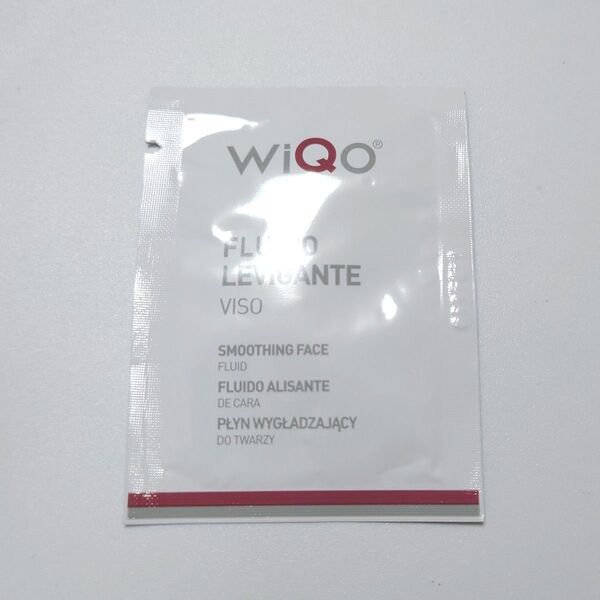 WiQO®
FLUIDO
LEVIGANTE
VISO
SMOOTHING FACE
FLUID
FLUIDO ALISANTE
DE CARA
PŁYN WYGŁADZAJĄCY
DO TWARZY